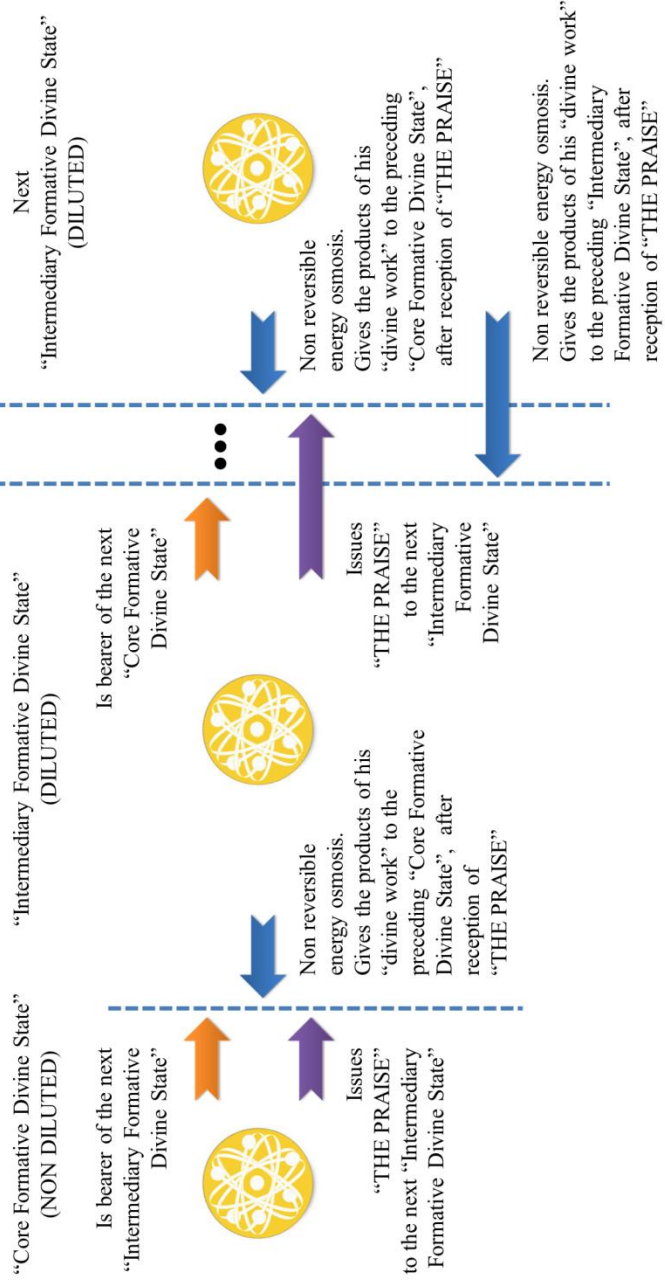 “Core Formative Divine State”
(NON DILUTED)
Is bearer of the next
“Intermediary Formative
Divine State”
Issues
“THE PRAISE”
to the next “Intermediary
Formative Divine State”
“Intermediary Formative Divine State”
(DILUTED)
Non reversible
energy osmosis.
Gives the products of his
“divine work” to the
preceding “Core Formative
Divine State”, after
reception of
“THE PRAISE”
Is bearer of the next
“Core Formative
Divine State”
Issues
“THE PRAISE”
to the next
“Intermediary
Formative
Divine State”
Next
“Intermediary Formative Divine State”
(DILUTED)
Non reversible
energy osmosis.
Gives the products of his
“divine work” to the preceding
“Core Formative Divine State”,
after reception of “THE PRAISE”
Non reversible energy osmosis.
Gives the products of his “divine work”
to the preceding “Intermediary
Formative Divine State”, after
reception of “THE PRAISE”